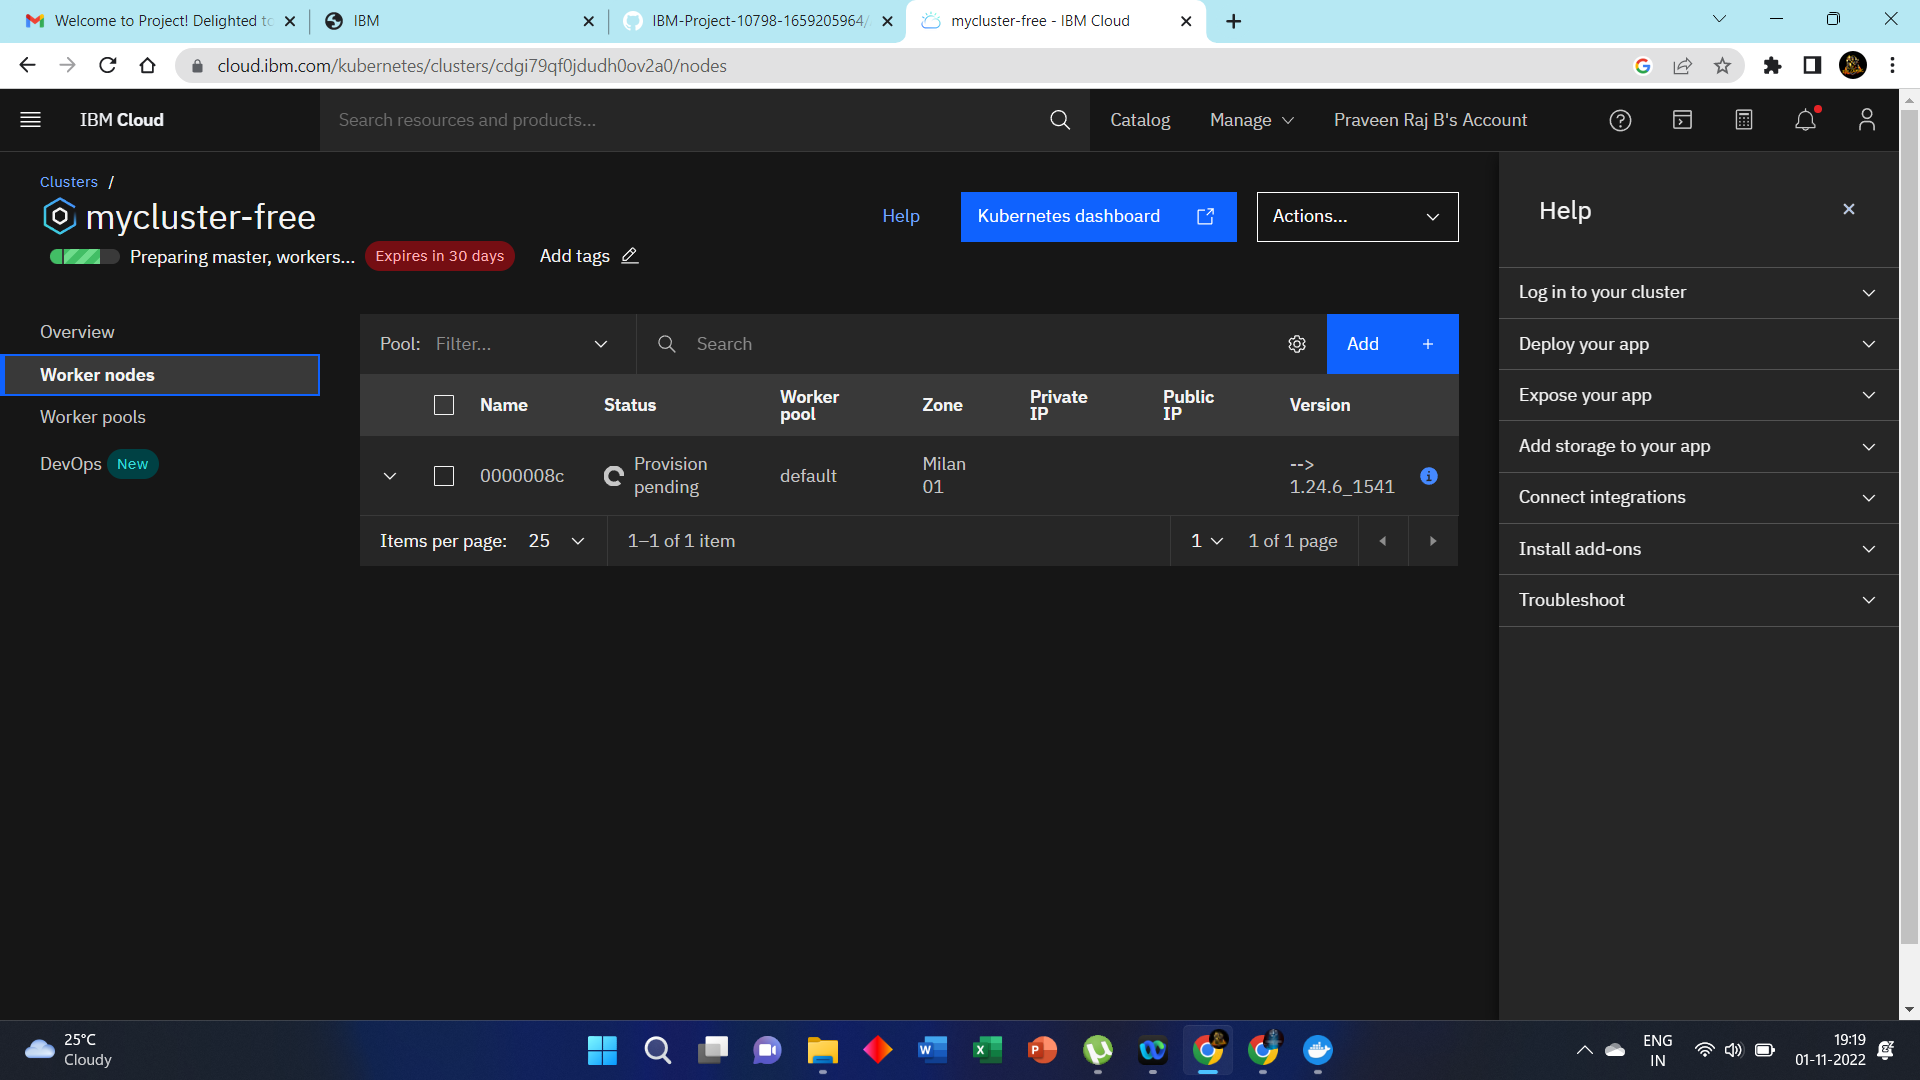 Welcome to Project! Delighted to
IBM
IBM-Project-10798-1659205964/
mycluster-free - IBM Cloud
cloud.ibm.com/kubernetes/clusters/cdgi79qf0jdudh0ov2a0/nodes
IBM Cloud
Search resources and products...
Catalog
Manage
Praveen Raj B's Account
Clusters /
mycluster-free
Preparing master, workers...
Expires in 30 days
Add tags
Help
Kubernetes dashboard
Actions...
Overview
Worker nodes
Worker pools
DevOps New
Pool: Filter...
Search
Add +
Name
Status
Worker
pool
Zone
Private
IP
Public
IP
Version
0000008c
Provision
pending
default
Milan
01
-->
1.24.6_1541
Items per page: 25
1–1 of 1 item
1
1 of 1 page
Help
Log in to your cluster
Deploy your app
Expose your app
Add storage to your app
Connect integrations
Install add-ons
Troubleshoot
25°C
Cloudy
ENG
IN
19:19
01-11-2022